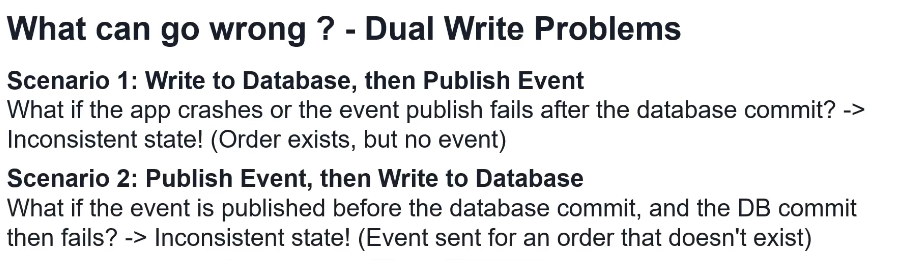 What can go wrong ? - Dual Write Problems
Scenario 1: Write to Database, then Publish Event
What if the app crashes or the event publish fails after the database commit? ->
Inconsistent state! (Order exists, but no event)
Scenario 2: Publish Event, then Write to Database
What if the event is published before the database commit, and the DB commit
then fails? -> Inconsistent state! (Event sent for an order that doesn't exist)